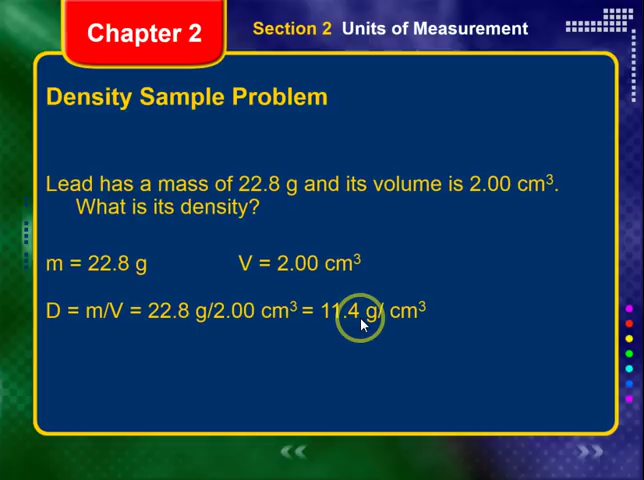 Chapter 2
Section 2 Units of Measurement
Density Sample Problem
Lead has a mass of 22.8 g and its volume is 2.00 cm³.
What is its density?
m = 22.8 g V = 2.00 cm³
D = m/V = 22.8 g/2.00 cm³ = 11.4 g/ cm³